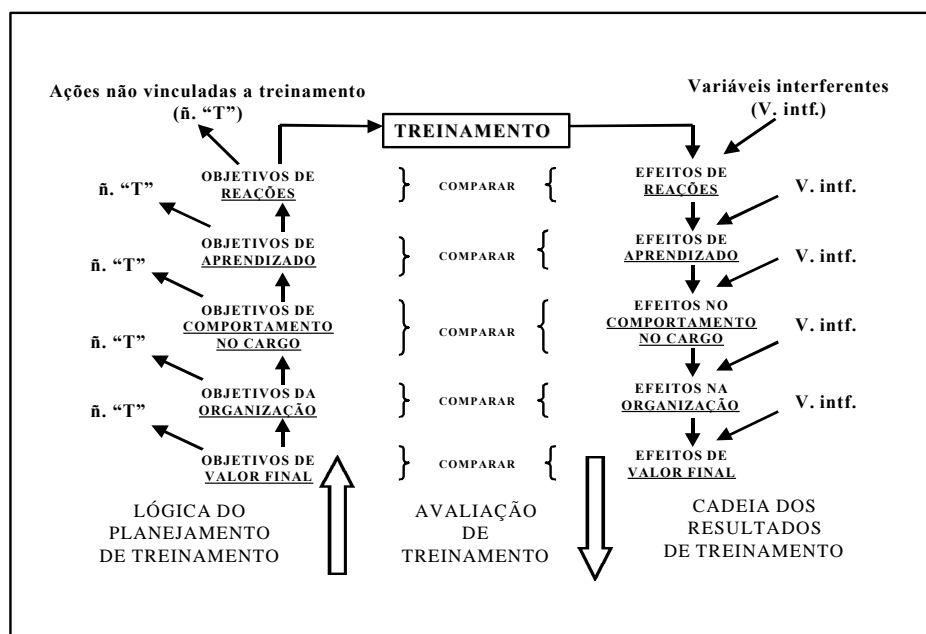 Ações não vinculadas a treinamento
(ñ. “T”)
Variáveis interferentes
(V. intf.)
TREINAMENTO
OBJETIVOS DE
REAÇÕES
COMPARAR
EFEITOS DE
REAÇÕES
ñ. “T”
V. intf.
OBJETIVOS DE
APRENDIZADO
COMPARAR
EFEITOS DE
APRENDIZADO
ñ. “T”
V. intf.
OBJETIVOS DE
COMPORTAMENTO
NO CARGO
COMPARAR
EFEITOS NO
COMPORTAMENTO
NO CARGO
ñ. “T”
V. intf.
OBJETIVOS DA
ORGANIZAÇÃO
COMPARAR
EFEITOS NA
ORGANIZAÇÃO
ñ. “T”
V. intf.
OBJETIVOS DE
VALOR FINAL
COMPARAR
EFEITOS DE
VALOR FINAL
LÓGICA DO
PLANEJAMENTO
DE TREINAMENTO
AVALIAÇÃO
DE
TREINAMENTO
CADEIA DOS
RESULTADOS
DE TREINAMENTO